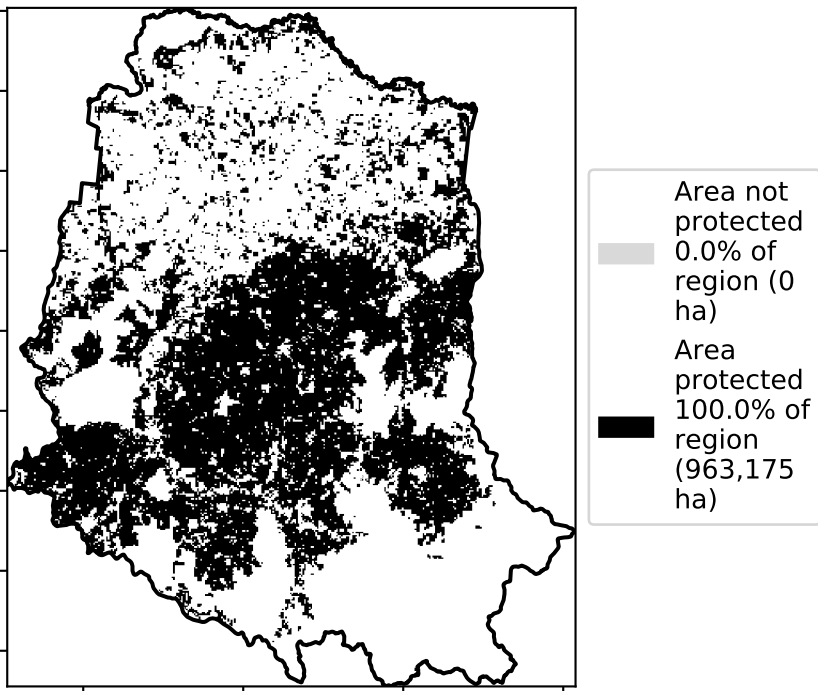 Area not
protected
0.0% of
region (0
ha)
Area
protected
100.0% of
region
(963,175
ha)